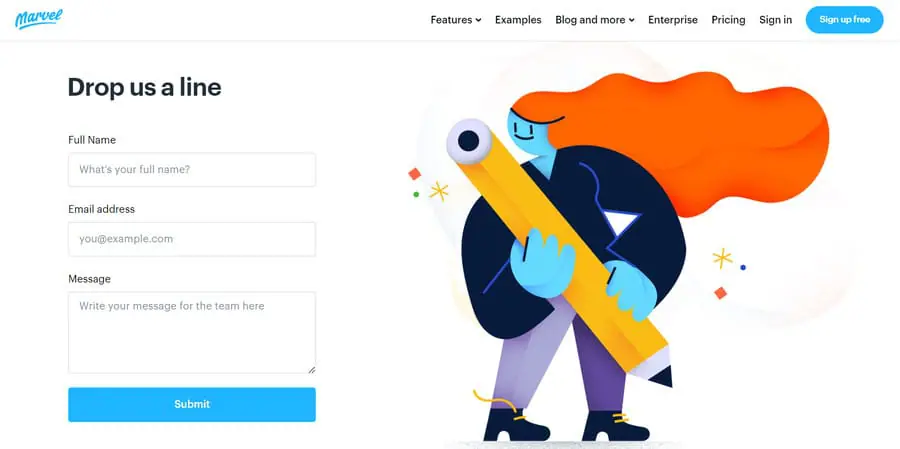 Marvel
Features Examples Blog and more Enterprise Pricing Sign in Sign up free
Drop us a line
Full Name
What's your full name?
Email address
you@example.com
Message
Write your message for the team here
Submit